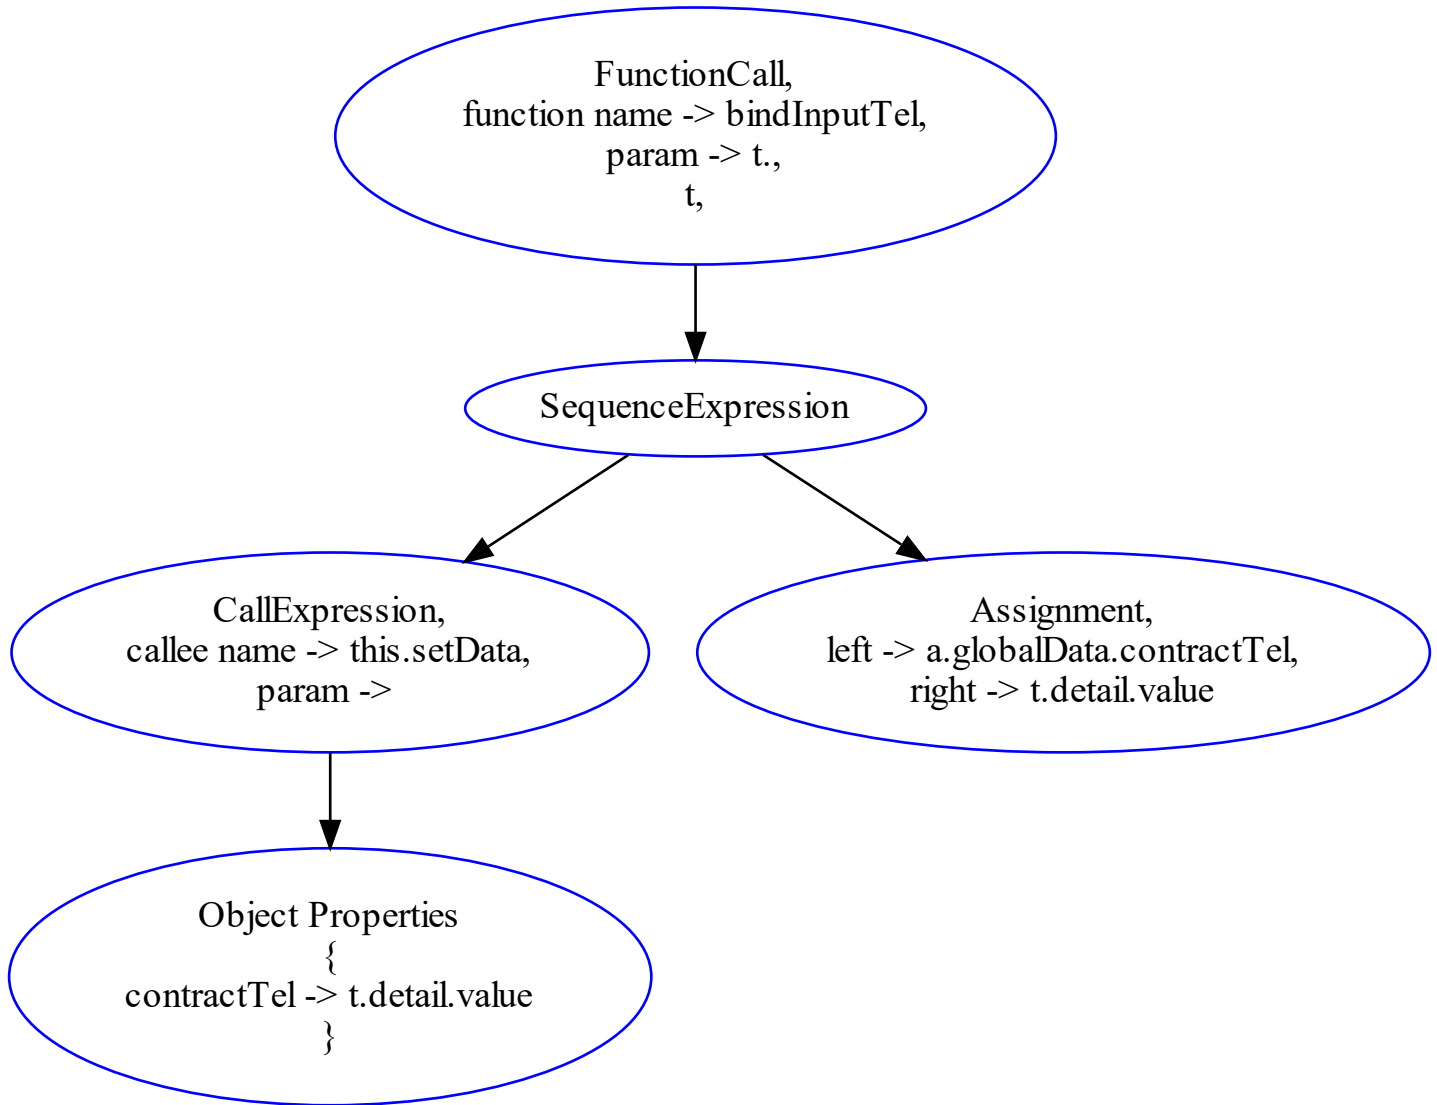 FunctionCall,
function name -> bindInputTel,
param -> t.,
t,
SequenceExpression
CallExpression,
callee name -> this.setData,
param ->
Assignment,
left -> a.globalData.contractTel,
right -> t.detail.value
Object Properties
{
contractTel -> t.detail.value
}